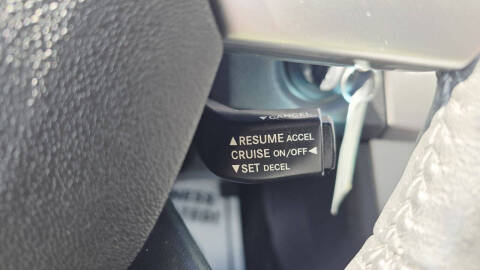 ▼CANCEL
▲RESUME ACCEL
CRUISE ON/OFF◀
▼SET DECEL